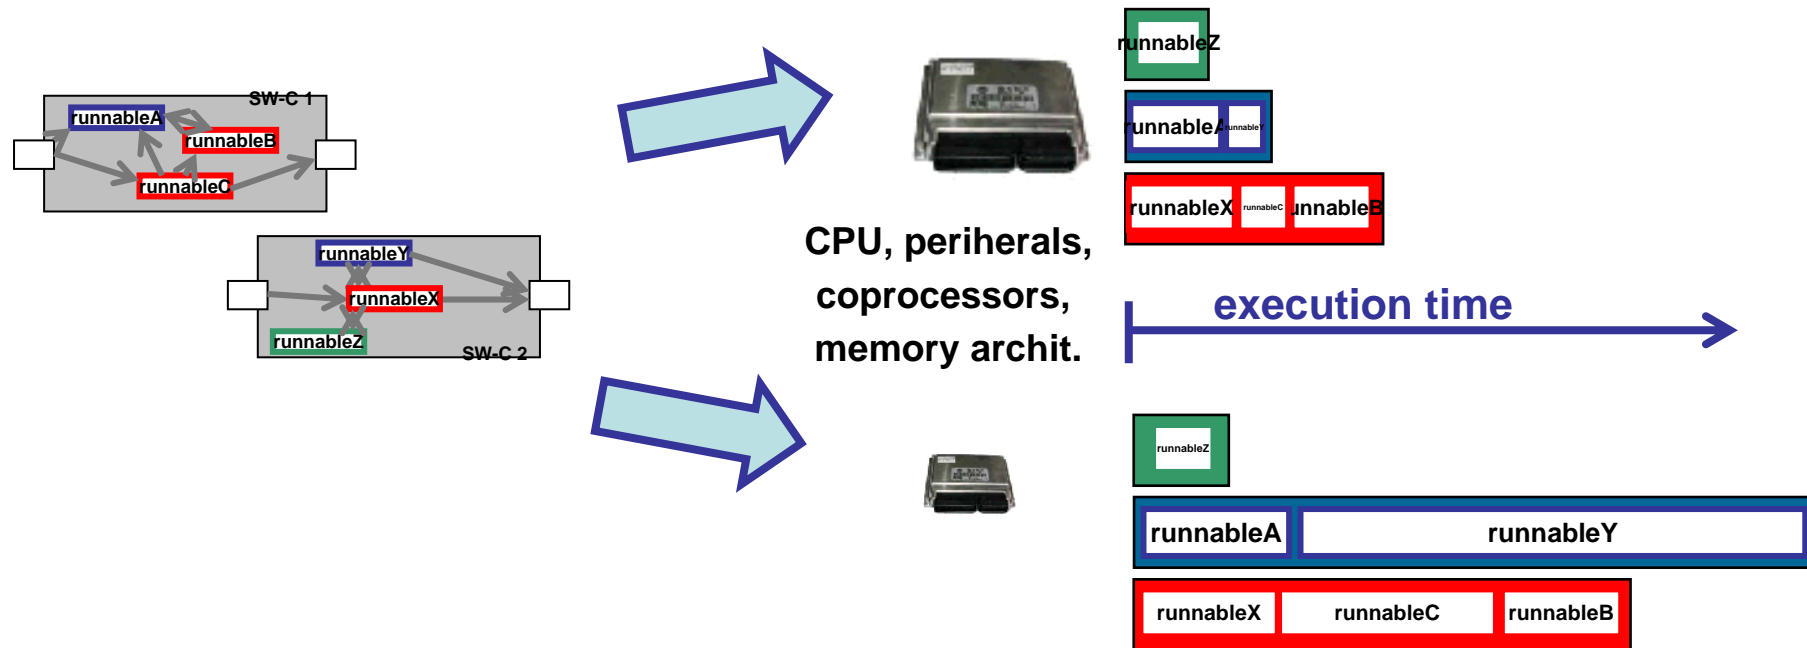 SW-C 1
runnableA
runnableB
runnableC
runnableY
runnableX
runnableZ
SW-C 2
CPU, periherals,
coprocessors,
memory archit.
runnableZ
runnableA runnableY
runnableX runnableC runnableB
execution time
runnableZ
runnableA runnableY
runnableX runnableC runnableB